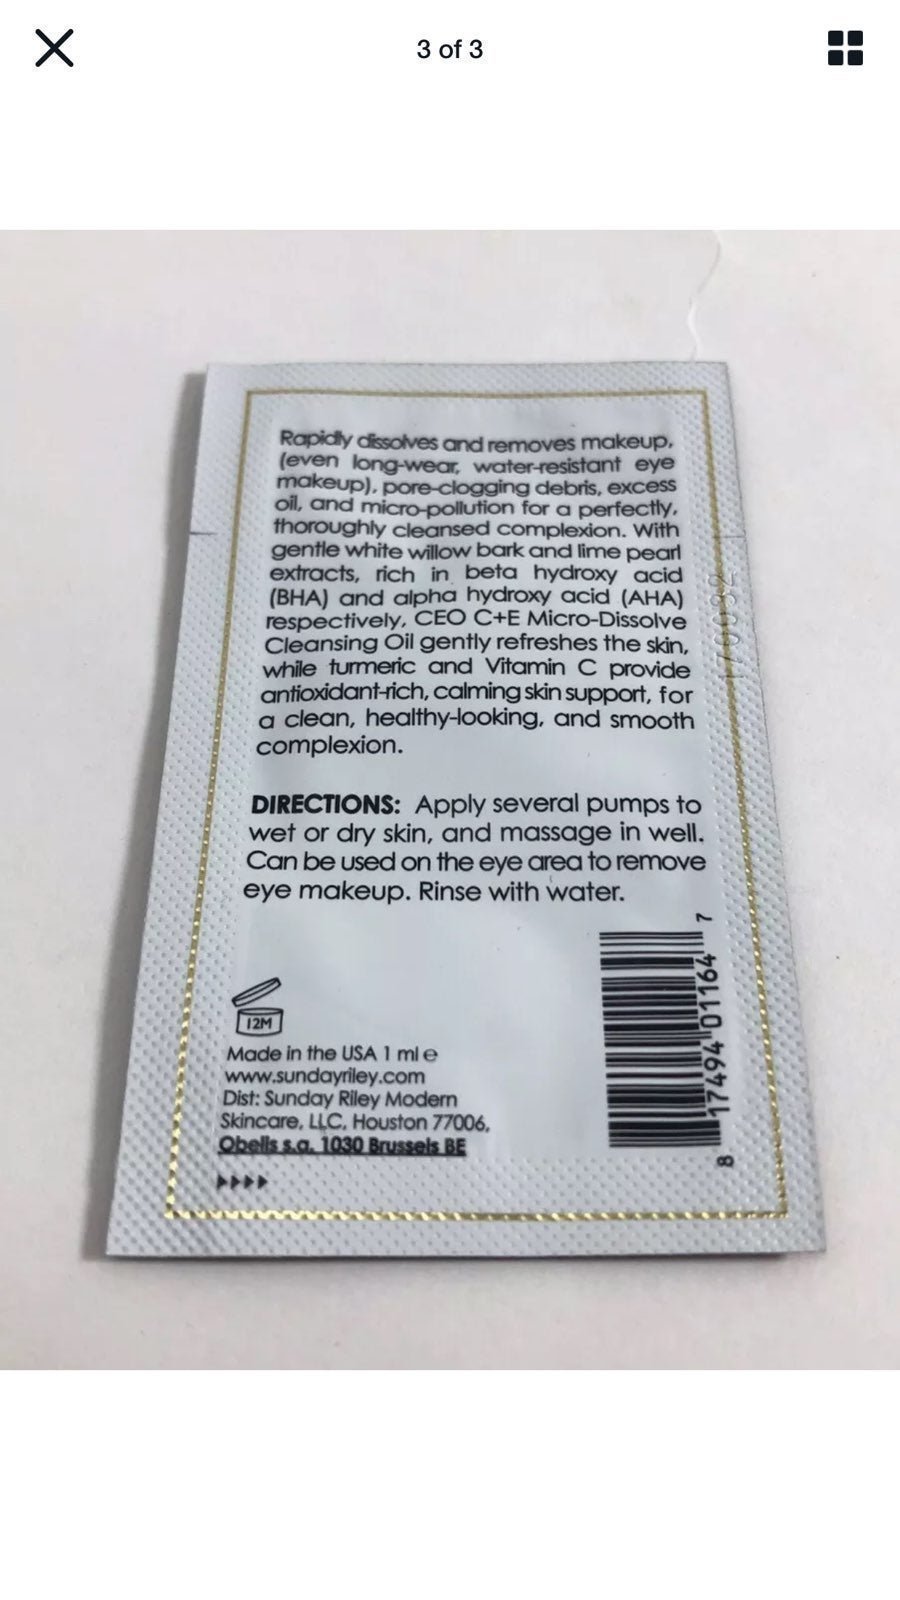 3 of 3
Rapidly dissolves and removes makeup,
(even long-wear, water-resistant eye
makeup), pore-clogging debris, excess
oil, and micro-pollution for a perfectly,
thoroughly cleansed complexion. With
gentle white willow bark and lime pearl
extracts, rich in beta hydroxy acid
(BHA) and alpha hydroxy acid (AHA)
respectively, CEO C+E Micro-Dissolve
Cleansing Oil gently refreshes the skin,
while turmeric and Vitamin C provide
antioxidant-rich, calming skin support, for
a clean, healthy-looking, and smooth
complexion.
DIRECTIONS: Apply several pumps to
wet or dry skin, and massage in well.
Can be used on the eye area to remove
eye makeup. Rinse with water.
12M
Made in the USA 1 ml e
www.sundayriley.com
Dist: Sunday Riley Modern
Skincare, LLC, Houston 77006,
Obelis s.a. 1030 Brussels BE
8 17494 01164 7